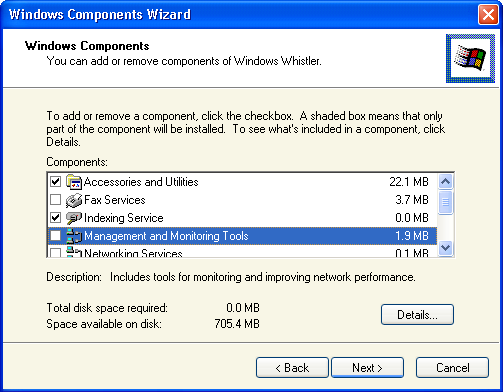 Windows Components Wizard
Windows Components
You can add or remove components of Windows Whistler.
To add or remove a component, click the checkbox. A shaded box means that only
part of the component will be installed. To see what's included in a component, click
Details.
Components:
Accessories and Utilities 22.1 MB
Fax Services 3.7 MB
Indexing Service 0.0 MB
Management and Monitoring Tools 1.9 MB
Networking Services 0.1 MB
Description: Includes tools for monitoring and improving network performance.
Total disk space required: 0.0 MB
Space available on disk: 705.4 MB
Details...
< Back Next > Cancel